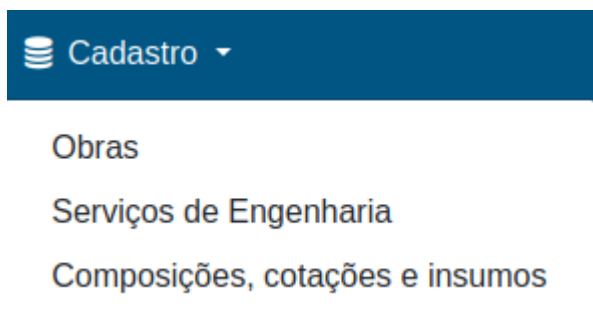 Cadastro
Obras
Serviços de Engenharia
Composições, cotações e insumos